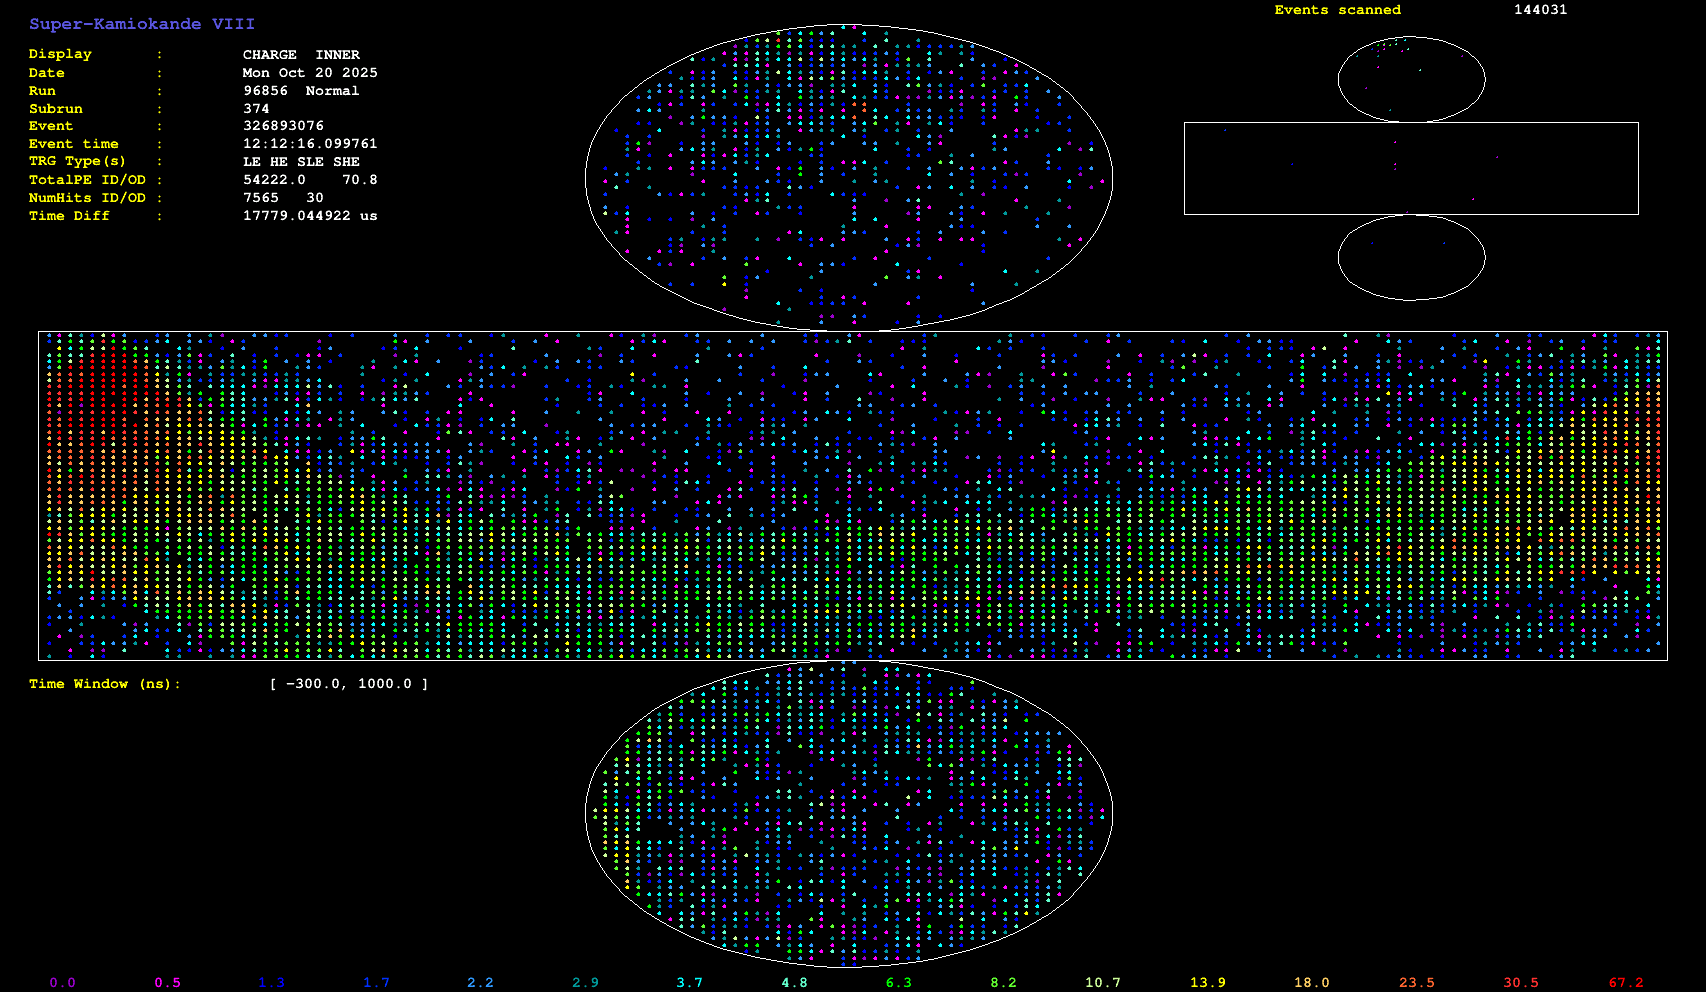 Super-Kamiokande VIII
Events scanned 144031
Display : CHARGE INNER
Date : Mon Oct 20 2025
Run : 96856 Normal
Subrun : 374
Event : 326893076
Event time : 12:12:16.099761
TRG Type(s) : LE HE SLE SHE
TotalPE ID/OD : 54222.0 70.8
NumHits ID/OD : 7565 30
Time Diff : 17779.044922 us
Time Window (ns): [ -300.0, 1000.0 ]
0.0 0.5 1.3 1.7 2.2 2.9 3.7 4.8 6.3 8.2 10.7 13.9 18.0 23.5 30.5 67.2